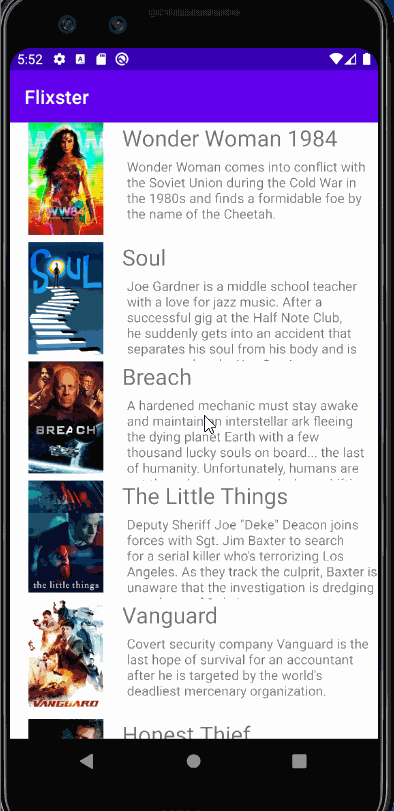 5:52
Flixster
Wonder Woman 1984
Wonder Woman comes into conflict with
the Soviet Union during the Cold War in
the 1980s and finds a formidable foe by
the name of the Cheetah.
WW84
Soul
Joe Gardner is a middle school teacher
with a love for jazz music. After a
successful gig at the Half Note Club,
he suddenly gets into an accident that
separates his soul from his body and is
SOUL
Breach
A hardened mechanic must stay awake
and maintain an interstellar ark fleeing
the dying planet Earth with a few
thousand lucky souls on board... the last
of humanity. Unfortunately, humans are
BREACH
The Little Things
Deputy Sheriff Joe "Deke" Deacon joins
forces with Sgt. Jim Baxter to search
for a serial killer who's terrorizing Los
Angeles. As they track the culprit, Baxter is
unaware that the investigation is dredging
the little things
Vanguard
Covert security company Vanguard is the
last hope of survival for an accountant
after he is targeted by the world's
deadliest mercenary organization.
VANGUARD
Honest Thief